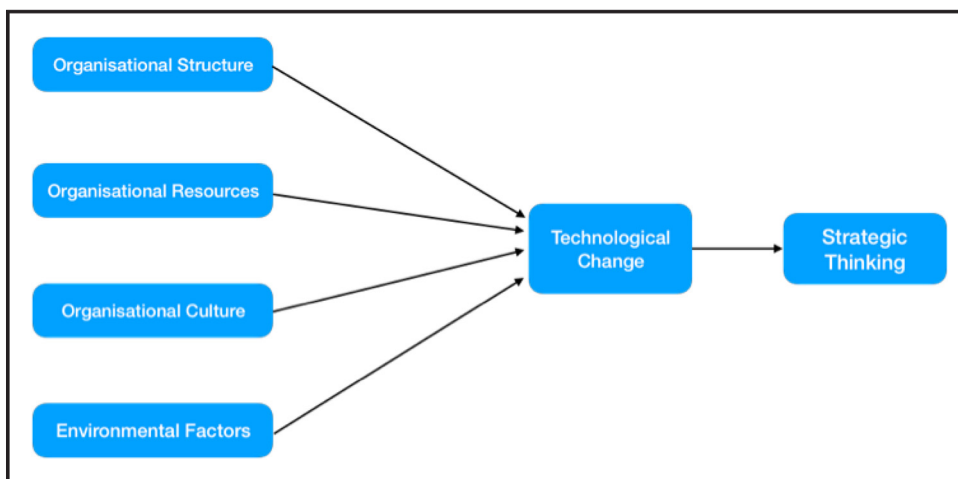 Organisational Structure
Organisational Resources
Organisational Culture
Environmental Factors
Technological
Change
Strategic
Thinking